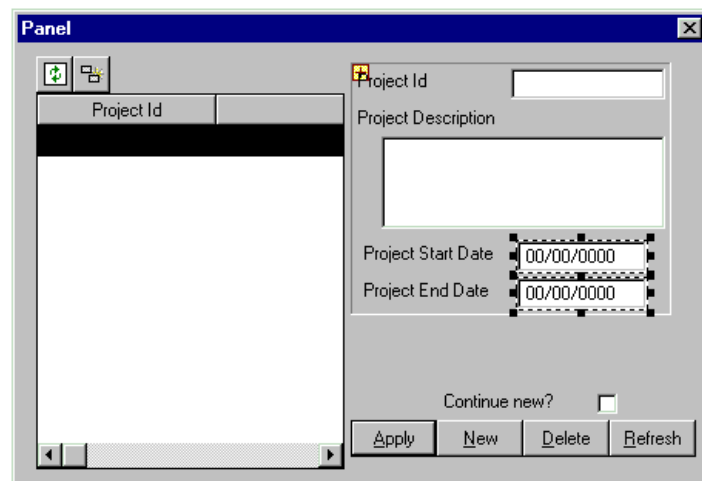 Panel
Project Id
Project Id
Project Description
Project Start Date 00/00/0000
Project End Date 00/00/0000
Continue new?
Apply New Delete Refresh